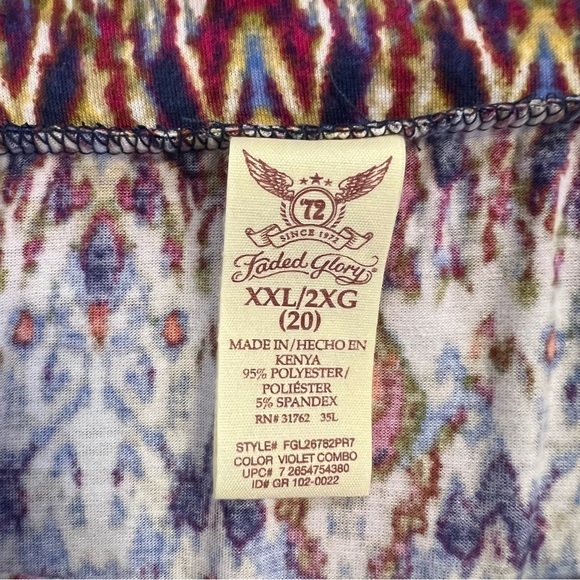 '72
SINCE 1972
Faded Glory®
XXL/2XG
(20)
MADE IN/HECHO EN
KENYA
95% POLYESTER/
POLIÉSTER
5% SPANDEX
RN# 31762 35L
STYLE# FGL26782PR7
COLOR VIOLET COMBO
UPC# 7 2654754380
ID# GR 102-0022